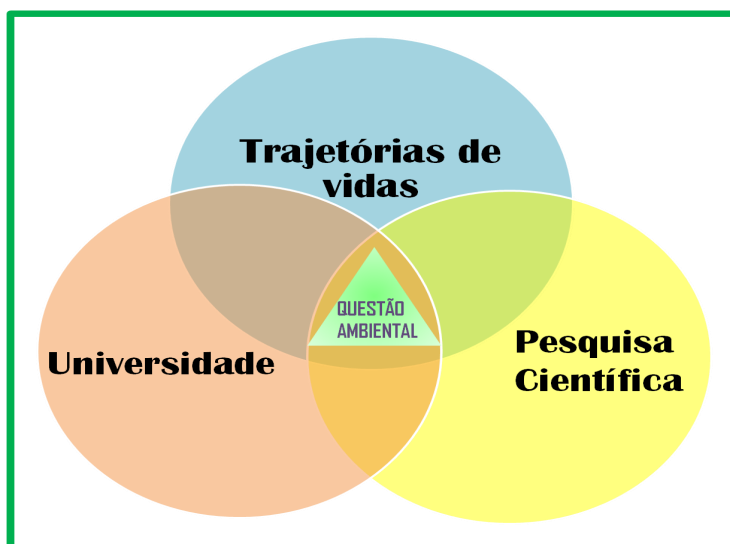 Trajetórias de
vidas
QUESTÃO
AMBIENTAL
Universidade
Pesquisa
Científica